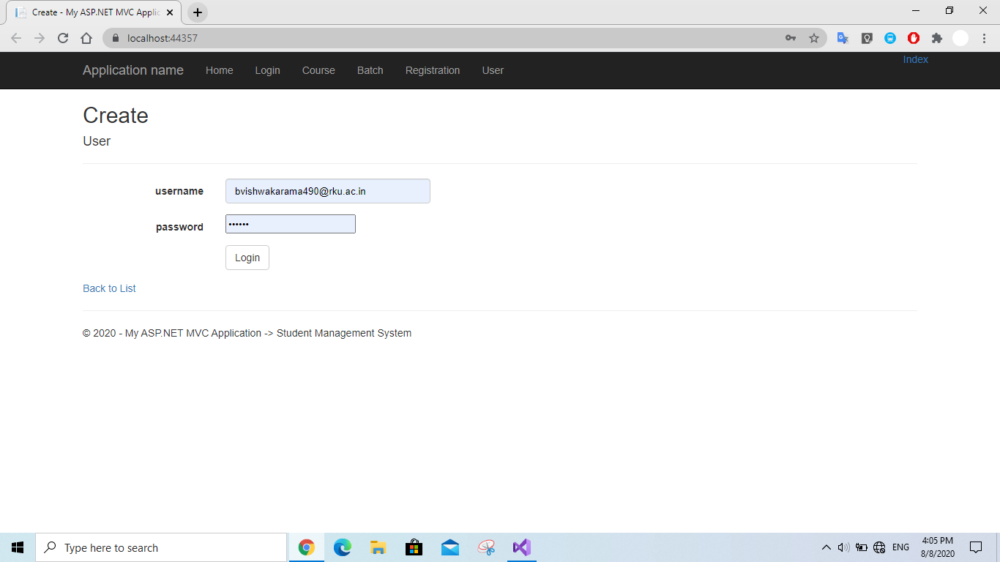 Create - My ASP.NET MVC Applic
localhost:44357
Application name Home Login Course Batch Registration User Index
Create
User
username bvishwakarama490@rku.ac.in
password ••••••
Login
Back to List
© 2020 - My ASP.NET MVC Application -> Student Management System
Type here to search
ENG
4:05 PM
8/8/2020